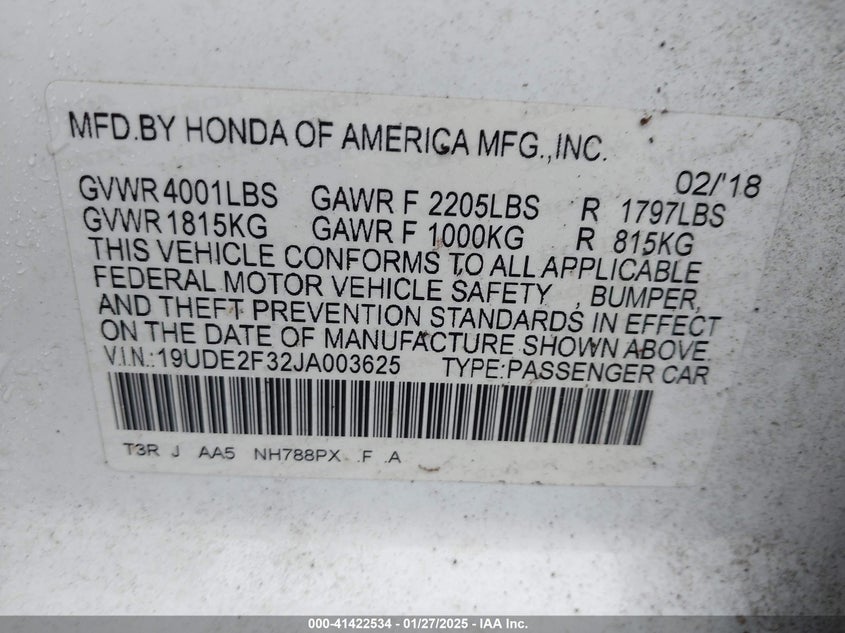 MFD.BY HONDA OF AMERICA MFG.,INC.
02/'18
GVWR 4001LBS GAWR F 2205LBS R 1797LBS
GVWR 1815KG GAWR F 1000KG R 815KG
THIS VEHICLE CONFORMS TO ALL APPLICABLE
FEDERAL MOTOR VEHICLE SAFETY , BUMPER,
AND THEFT PREVENTION STANDARDS IN EFFECT
ON THE DATE OF MANUFACTURE SHOWN ABOVE.
V.I.N.:19UDE2F32JA003625 TYPE:PASSENGER CAR
T3R J AA5 NH788PX .F .A
000-41422534 - 01/27/2025 - IAA Inc.